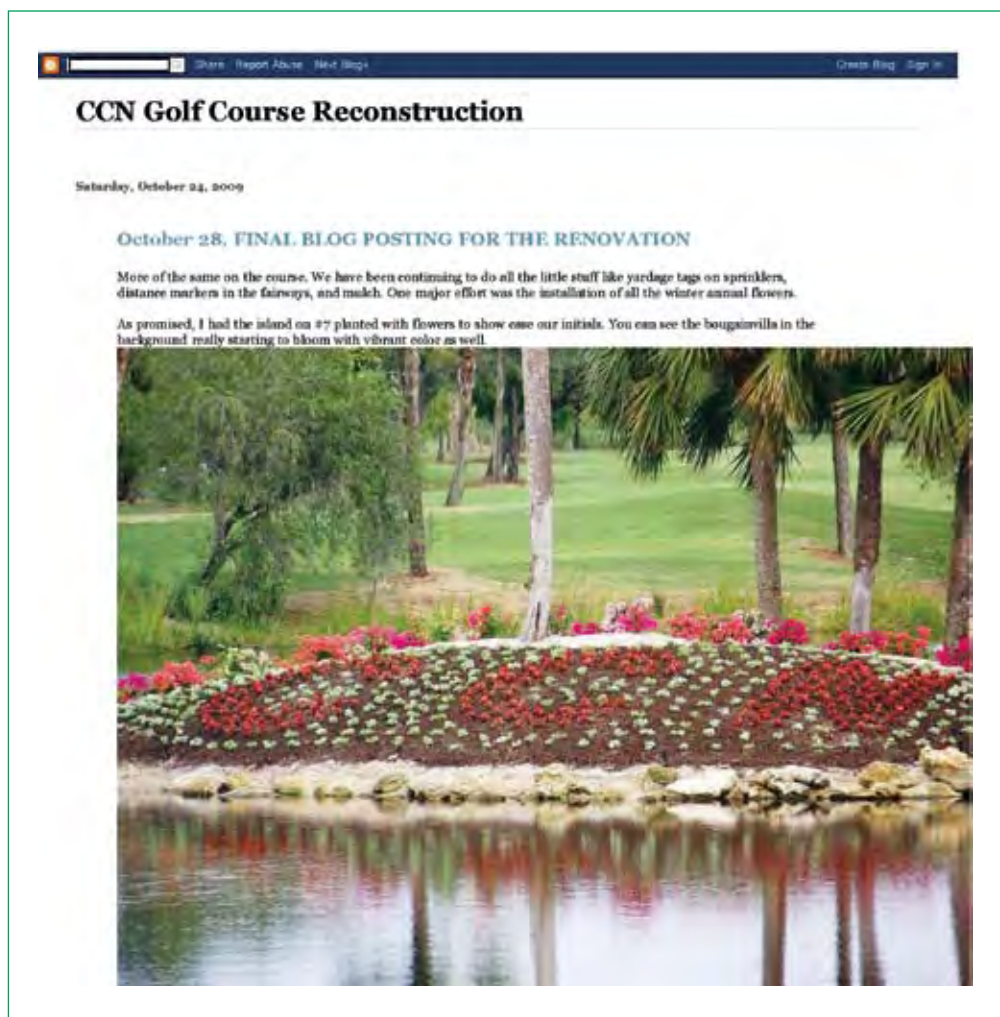 Share Report Abuse Next Blog» Create Blog Sign In
CCN Golf Course Reconstruction
Saturday, October 24, 2009
October 28, FINAL BLOG POSTING FOR THE RENOVATION
More of the same on the course. We have been continuing to do all the little stuff like yardage tags on sprinklers,
distance markers in the fairways, and mulch. One major effort was the installation of all the winter annual flowers.
As promised, I had the island on #7 planted with flowers to show case our initials. You can see the bougainvilla in the
background really starting to bloom with vibrant color as well.
CCN